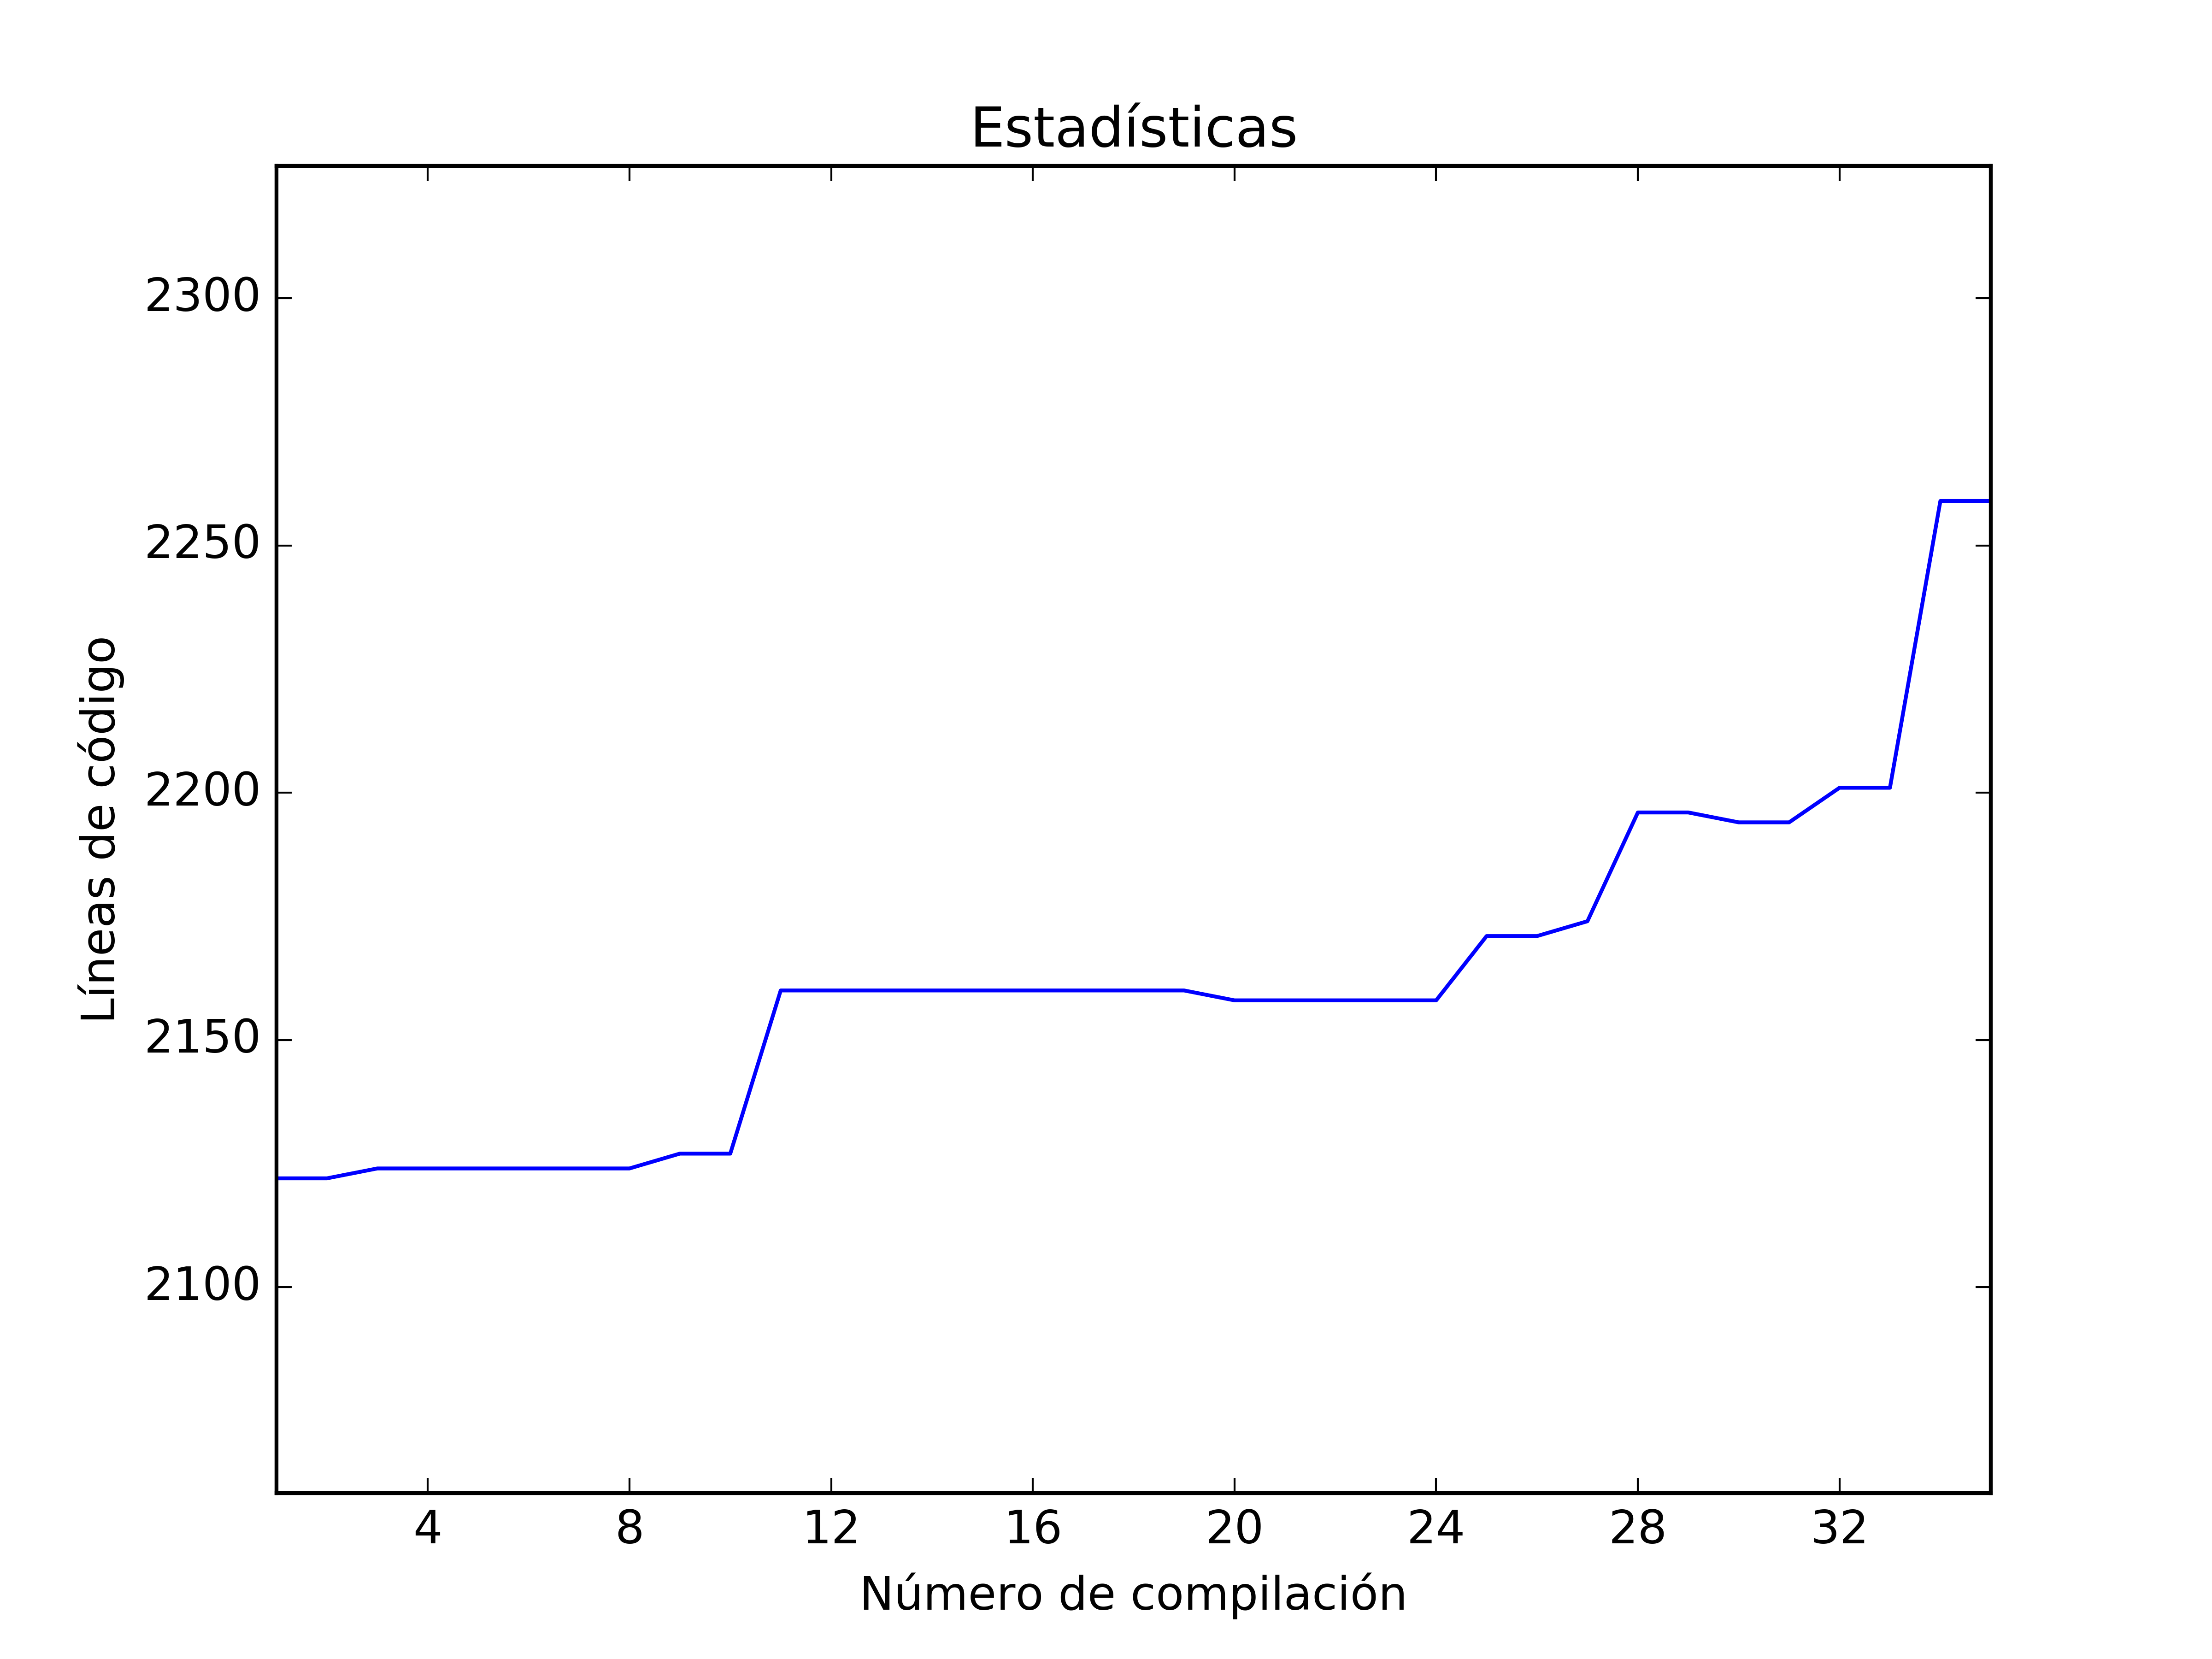 Estadísticas
2300
2250
2200
2150
2100
Líneas de código
4 8 12 16 20 24 28 32
Número de compilación